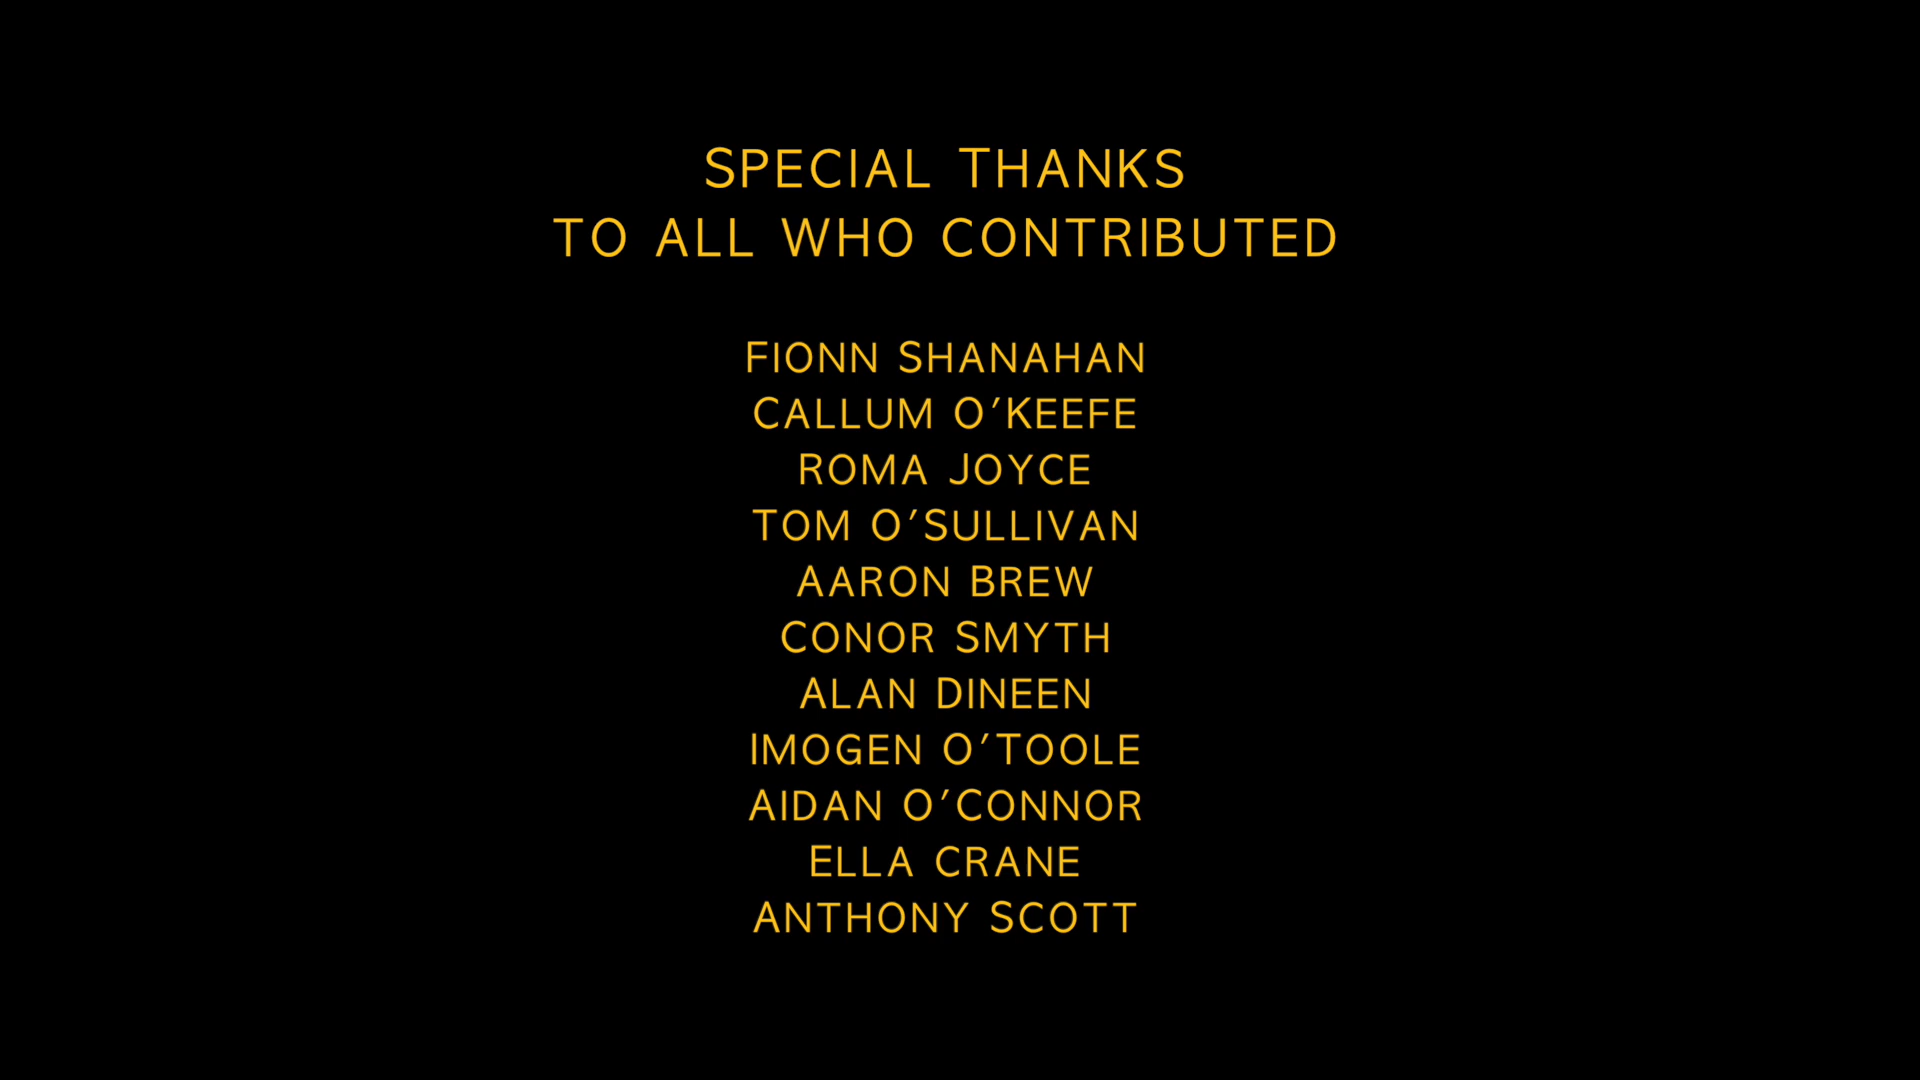 SPECIAL THANKS
TO ALL WHO CONTRIBUTED
FIONN SHANAHAN
CALLUM O'KEEFE
ROMA JOYCE
TOM O'SULLIVAN
AARON BREW
CONOR SMYTH
ALAN DINEEN
IMOGEN O'TOOLE
AIDAN O'CONNOR
ELLA CRANE
ANTHONY SCOTT